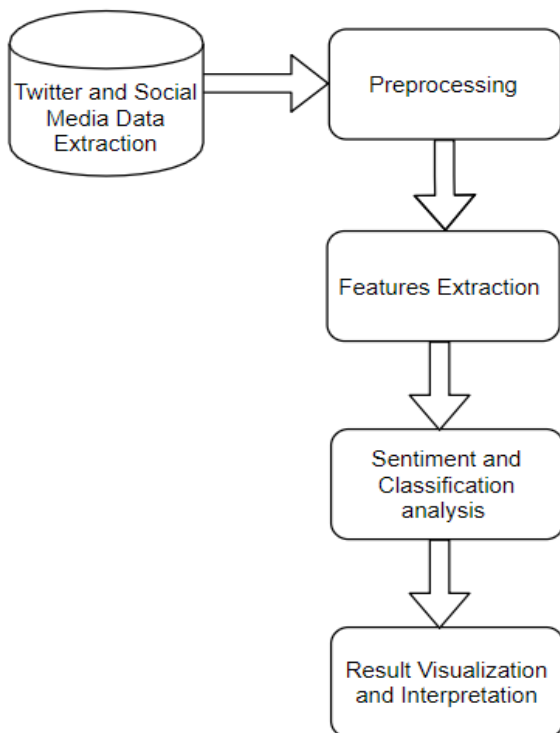 Twitter and Social
Media Data
Extraction
Preprocessing
Features Extraction
Sentiment and
Classification
analysis
Result Visualization
and Interpretation